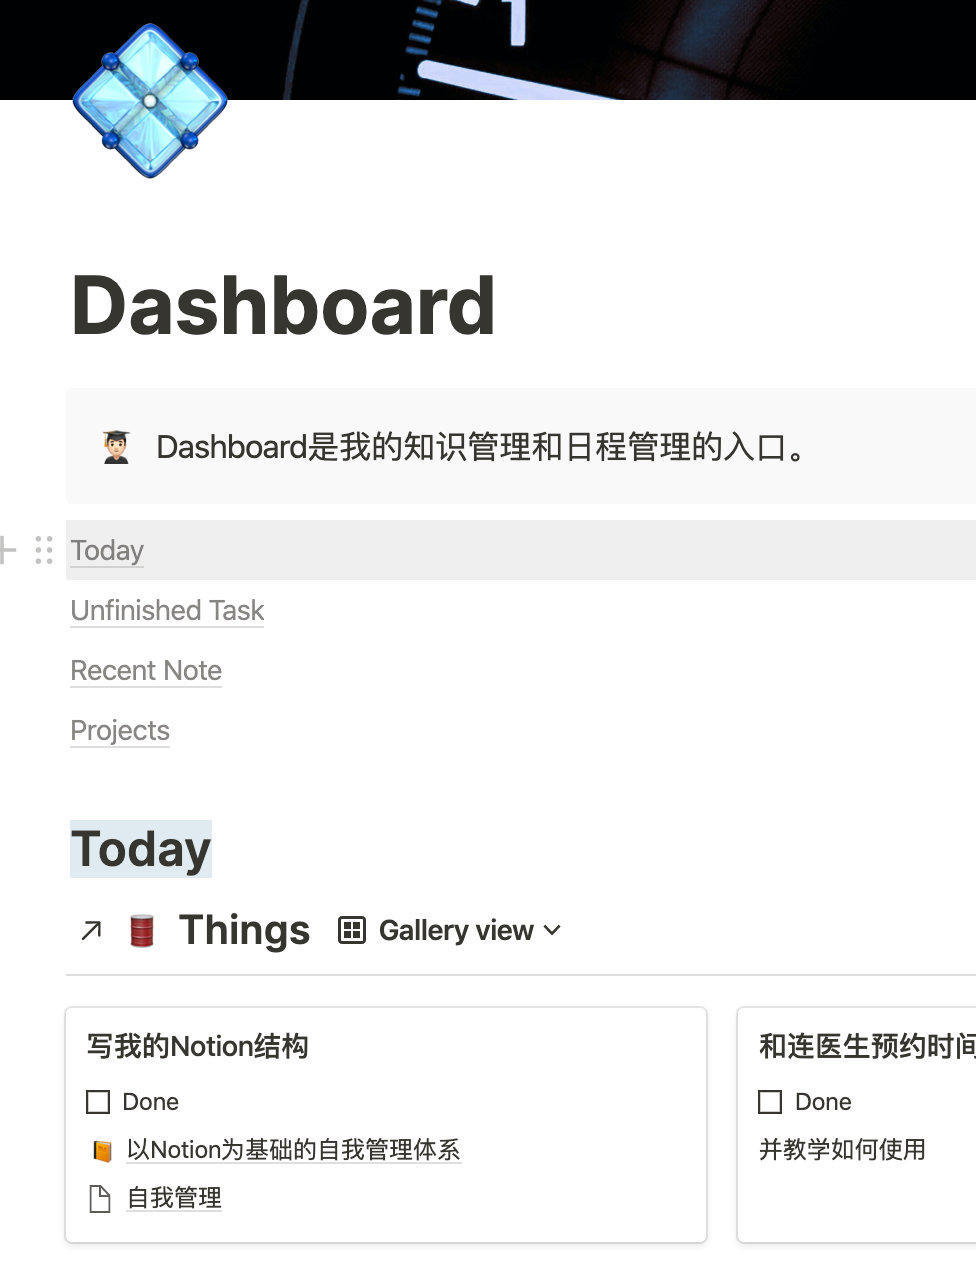 1
Dashboard
Dashboard是我的知识管理和日程管理的入口。
Today
Unfinished Task
Recent Note
Projects
Today
Things Gallery view
写我的Notion结构
Done
以Notion为基础的自我管理体系
自我管理
和连医生预约时间
Done
并教学如何使用